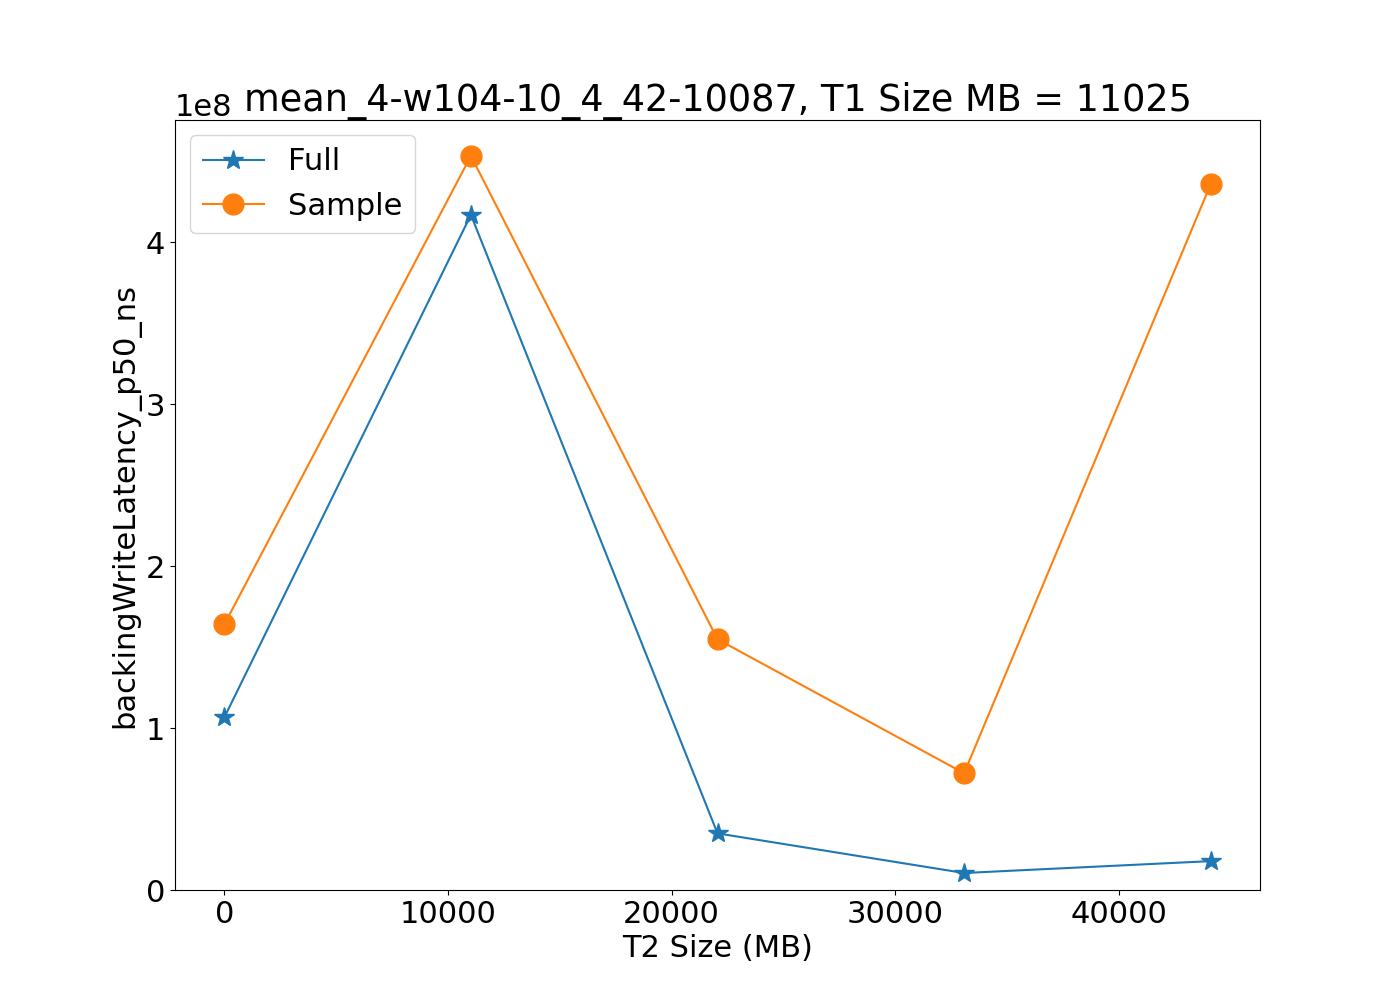 1e8
mean_4-w104-10_4_42-10087, T1 Size MB = 11025
Full
Sample
backingWriteLatency_p50_ns
4
3
2
1
0
0 10000 20000 30000 40000
T2 Size (MB)